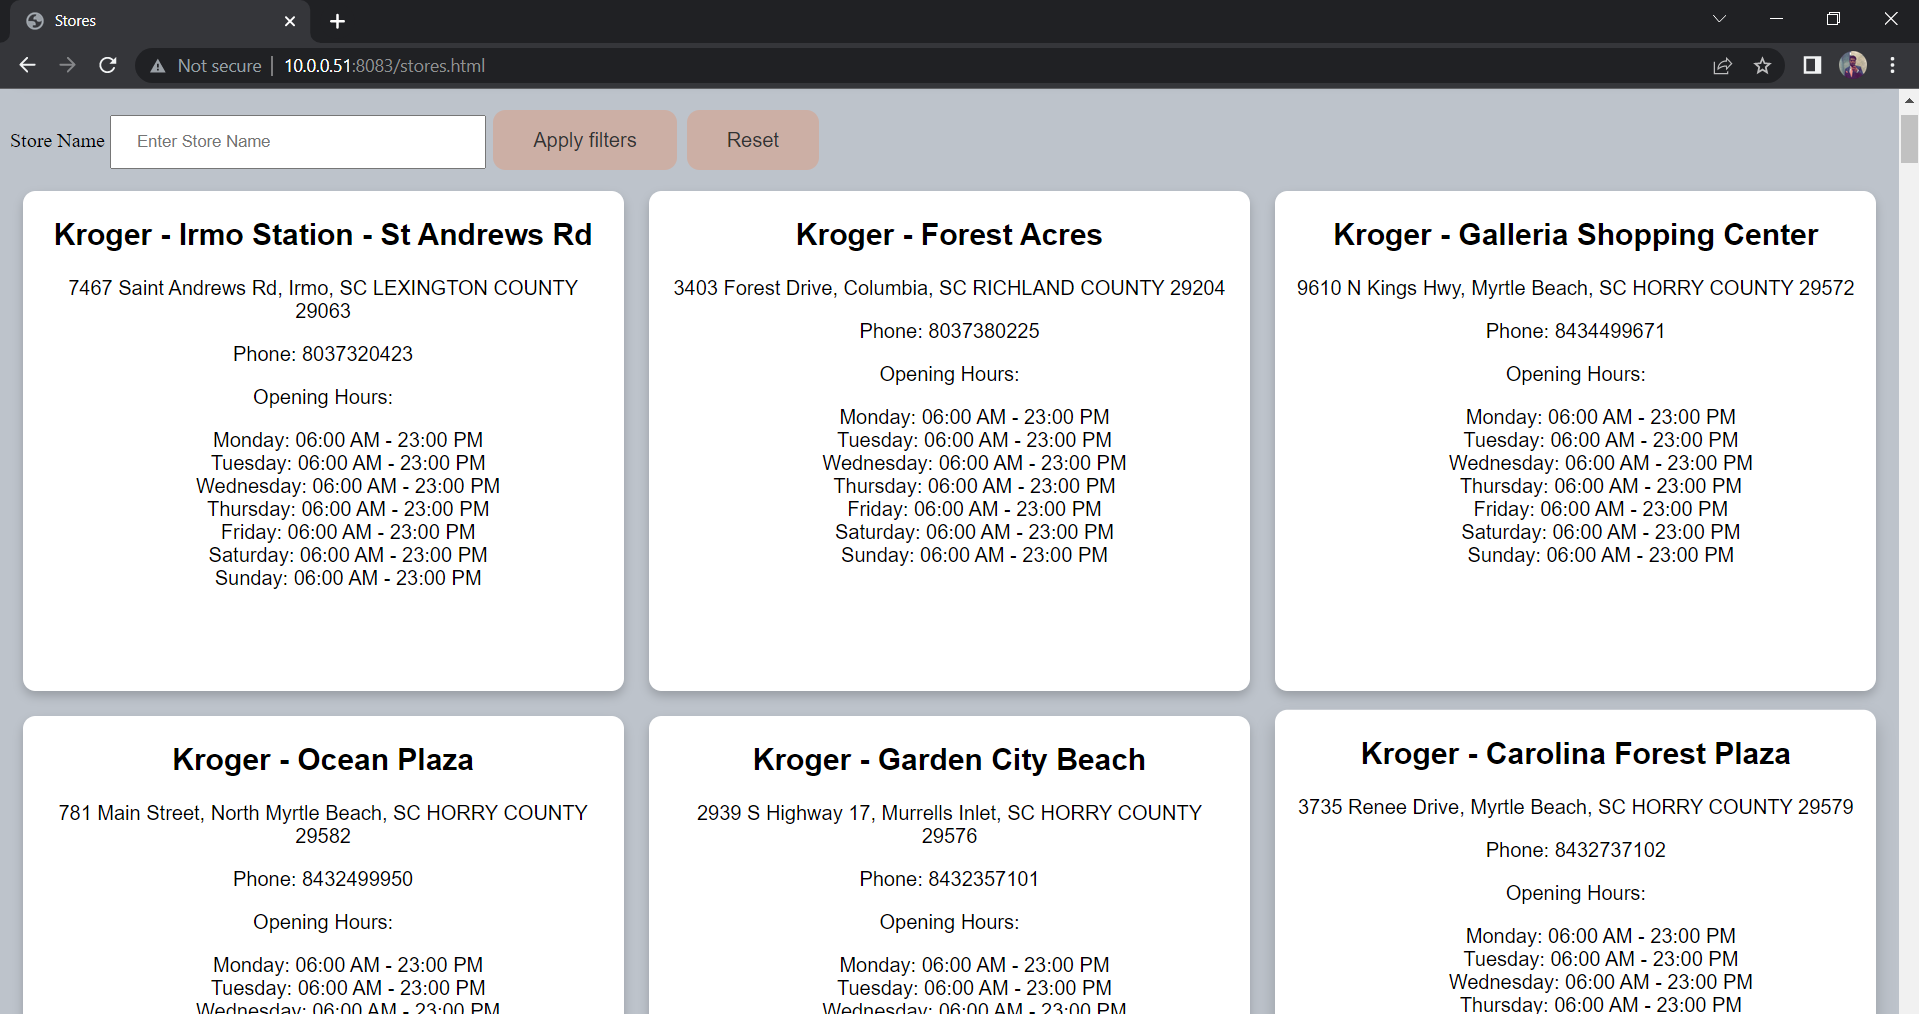 Stores
Not secure
10.0.0.51:8083/stores.html
Store Name
Enter Store Name
Apply filters
Reset
Kroger - Irmo Station - St Andrews Rd
7467 Saint Andrews Rd, Irmo, SC LEXINGTON COUNTY
29063
Phone: 8037320423
Opening Hours:
Monday: 06:00 AM - 23:00 PM
Tuesday: 06:00 AM - 23:00 PM
Wednesday: 06:00 AM - 23:00 PM
Thursday: 06:00 AM - 23:00 PM
Friday: 06:00 AM - 23:00 PM
Saturday: 06:00 AM - 23:00 PM
Sunday: 06:00 AM - 23:00 PM
Kroger - Forest Acres
3403 Forest Drive, Columbia, SC RICHLAND COUNTY 29204
Phone: 8037380225
Opening Hours:
Monday: 06:00 AM - 23:00 PM
Tuesday: 06:00 AM - 23:00 PM
Wednesday: 06:00 AM - 23:00 PM
Thursday: 06:00 AM - 23:00 PM
Friday: 06:00 AM - 23:00 PM
Saturday: 06:00 AM - 23:00 PM
Sunday: 06:00 AM - 23:00 PM
Kroger - Galleria Shopping Center
9610 N Kings Hwy, Myrtle Beach, SC HORRY COUNTY 29572
Phone: 8434499671
Opening Hours:
Monday: 06:00 AM - 23:00 PM
Tuesday: 06:00 AM - 23:00 PM
Wednesday: 06:00 AM - 23:00 PM
Thursday: 06:00 AM - 23:00 PM
Friday: 06:00 AM - 23:00 PM
Saturday: 06:00 AM - 23:00 PM
Sunday: 06:00 AM - 23:00 PM
Kroger - Ocean Plaza
781 Main Street, North Myrtle Beach, SC HORRY COUNTY
29582
Phone: 8432499950
Opening Hours:
Monday: 06:00 AM - 23:00 PM
Tuesday: 06:00 AM - 23:00 PM
Wednesday: 06:00 AM - 23:00 PM
Kroger - Garden City Beach
2939 S Highway 17, Murrells Inlet, SC HORRY COUNTY
29576
Phone: 8432357101
Opening Hours:
Monday: 06:00 AM - 23:00 PM
Tuesday: 06:00 AM - 23:00 PM
Wednesday: 06:00 AM - 23:00 PM
Kroger - Carolina Forest Plaza
3735 Renee Drive, Myrtle Beach, SC HORRY COUNTY 29579
Phone: 8432737102
Opening Hours:
Monday: 06:00 AM - 23:00 PM
Tuesday: 06:00 AM - 23:00 PM
Wednesday: 06:00 AM - 23:00 PM
Thursday: 06:00 AM - 23:00 PM